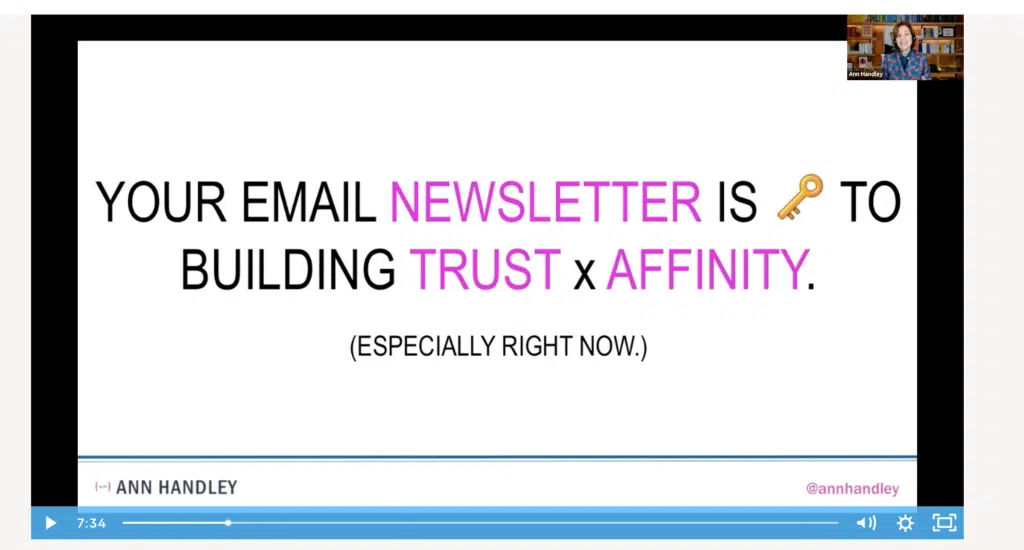 Ann Handley
YOUR EMAIL NEWSLETTER IS 🔑 TO
BUILDING TRUST x AFFINITY.
(ESPECIALLY RIGHT NOW.)
ANN HANDLEY
@annhandley
7:34